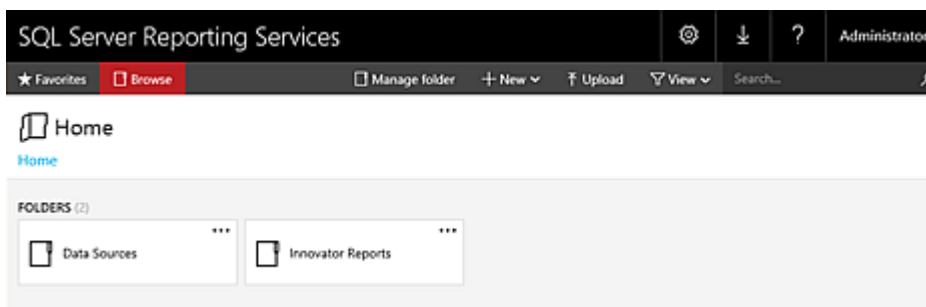 SQL Server Reporting Services
? Administrator
Favorites Browse Manage folder New Upload View Search...
Home
Home
FOLDERS (2)
Data Sources Innovator Reports